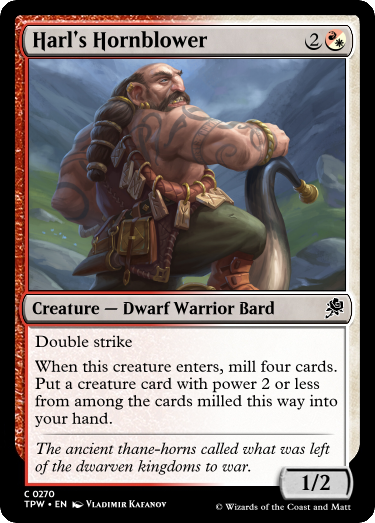 Harl's Hornblower 2
Creature — Dwarf Warrior Bard
Double strike
When this creature enters, mill four cards.
Put a creature card with power 2 or less
from among the cards milled this way into
your hand.
The ancient thane-horns called what was left
of the dwarven kingdoms to war.
1/2
C 0270
TPW • EN Vladimir Kafanov
© Wizards of the Coast and Matt